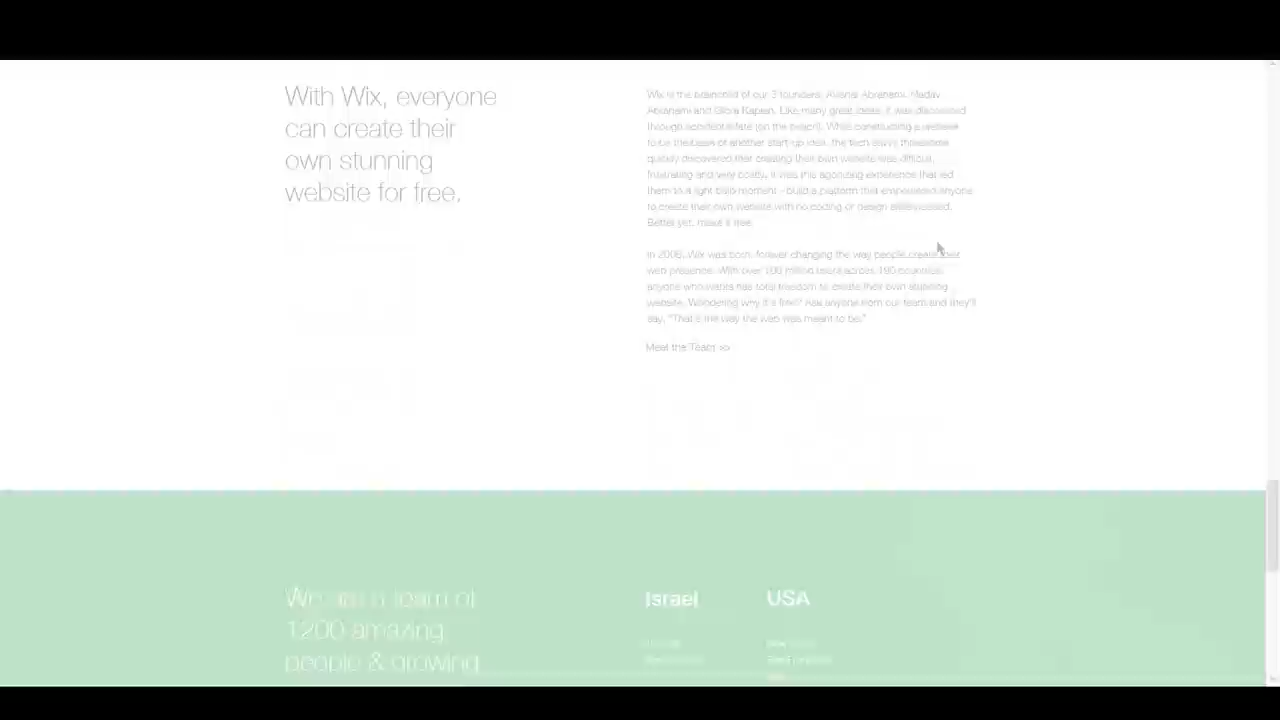 With Wix, everyone
can create their
own stunning
website for free.
Wix is the brainchild of our 3 founders, Avishai Abrahami, Nadav
Abrahami and Giora Kaplan. Like many great ideas, it was discovered
through accidental fate (on the beach). While constructing a website
to be the basis of another start-up idea, the tech savvy threesome
quickly discovered that creating their own website was difficult,
frustrating and very costly. It was this agonizing experience that led
them to a light bulb moment - build a platform that empowered anyone
to create their own website with no coding or design
Better yet, make it free.
In 2006, Wix was born, forever changing the way people create their
web presence. With over 100 million users across 190 countries,
anyone who wants has total freedom to create their own stunning
website. Wondering why it's free? Ask anyone from our team and they'll
say, "That's the way the web was meant to be."
Meet the Team >>
We are a team of
1200 amazing
people & growing
Israel
USA